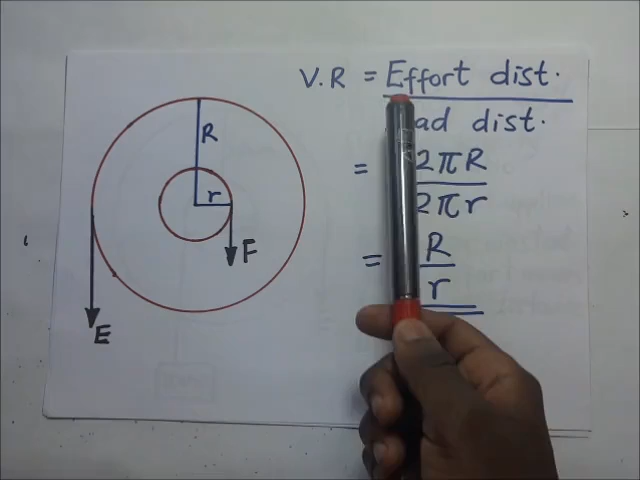 V.R = Effort dist.
ad dist.
R
= 2πR
2πr
r
F
= R
r
E